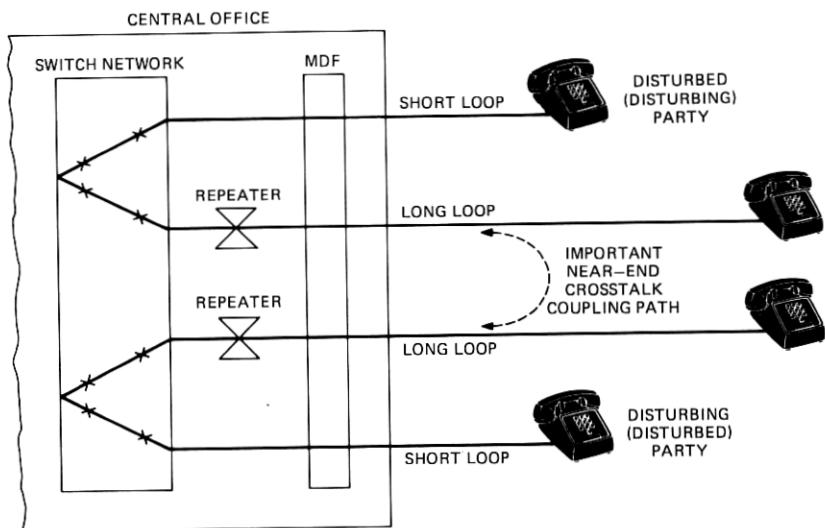 CENTRAL OFFICE
SWITCH NETWORK
MDF
SHORT LOOP
DISTURBED
(DISTURBING)
PARTY
REPEATER
LONG LOOP
IMPORTANT
NEAR–END
CROSSTALK
COUPLING PATH
REPEATER
LONG LOOP
DISTURBING
(DISTURBED)
PARTY
SHORT LOOP